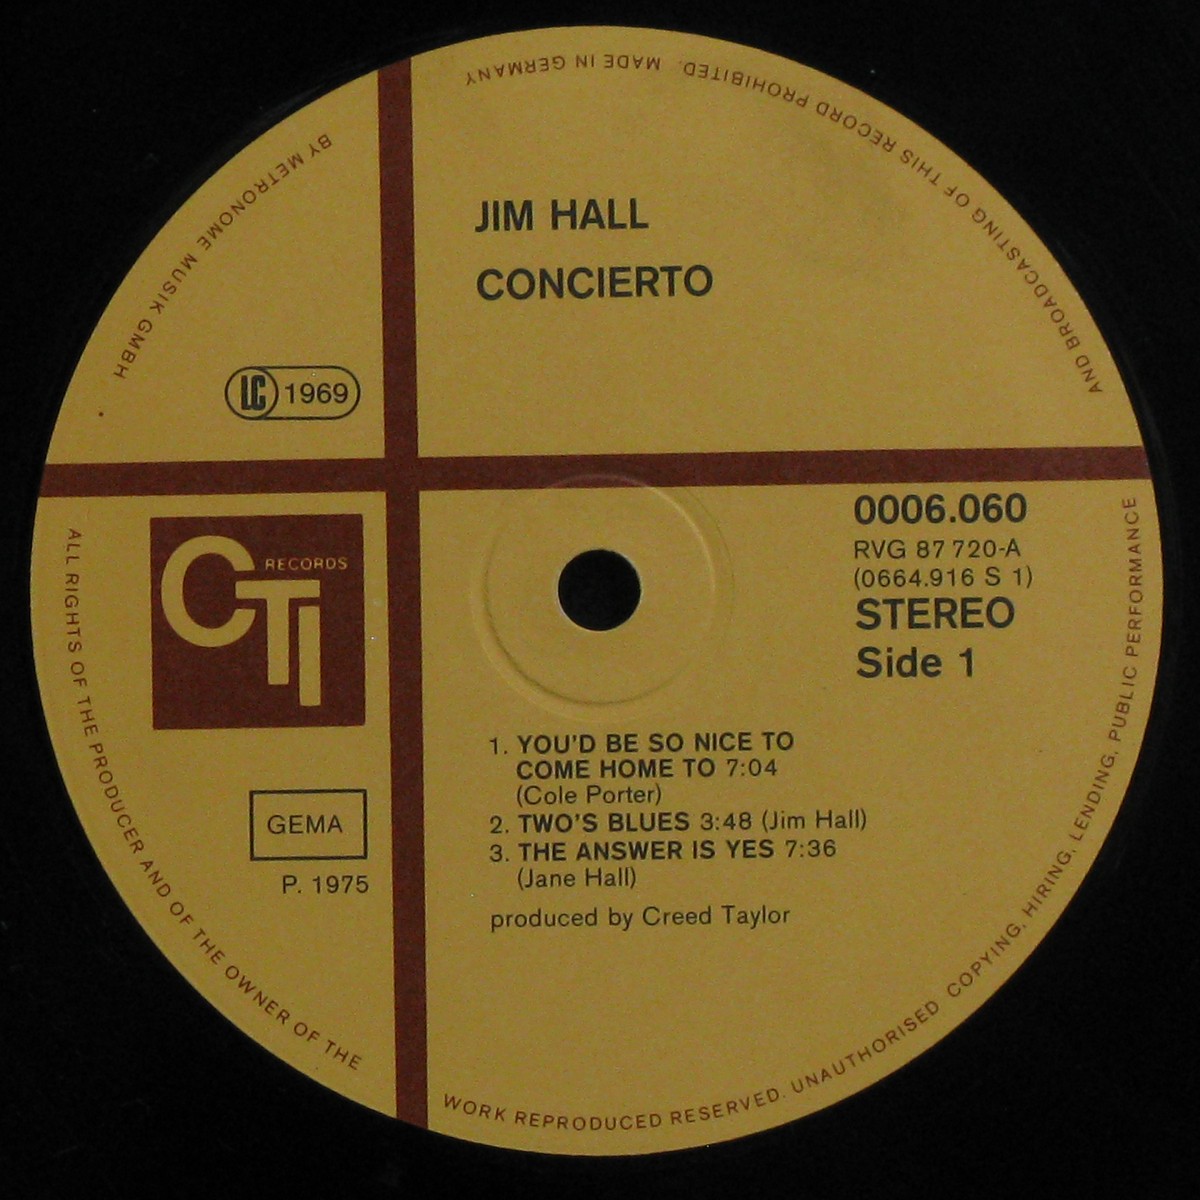 JIM HALL
CONCIERTO
LC 1969
CTI RECORDS
0006.060
RVG 87 720-A
(0664.916 S 1)
STEREO
Side 1
GEMA
P. 1975
1. YOU'D BE SO NICE TO
COME HOME TO 7:04
(Cole Porter)
2. TWO'S BLUES 3:48 (Jim Hall)
3. THE ANSWER IS YES 7:36
(Jane Hall)
produced by Creed Taylor
ALL RIGHTS OF THE PRODUCER AND OF THE OWNER OF THE WORK REPRODUCED RESERVED. UNAUTHORISED COPYING, HIRING, LENDING, PUBLIC PERFORMANCE AND BROADCASTING OF THIS RECORD PROHIBITED. MADE IN GERMANY BY METRONOME MUSIK GMBH .